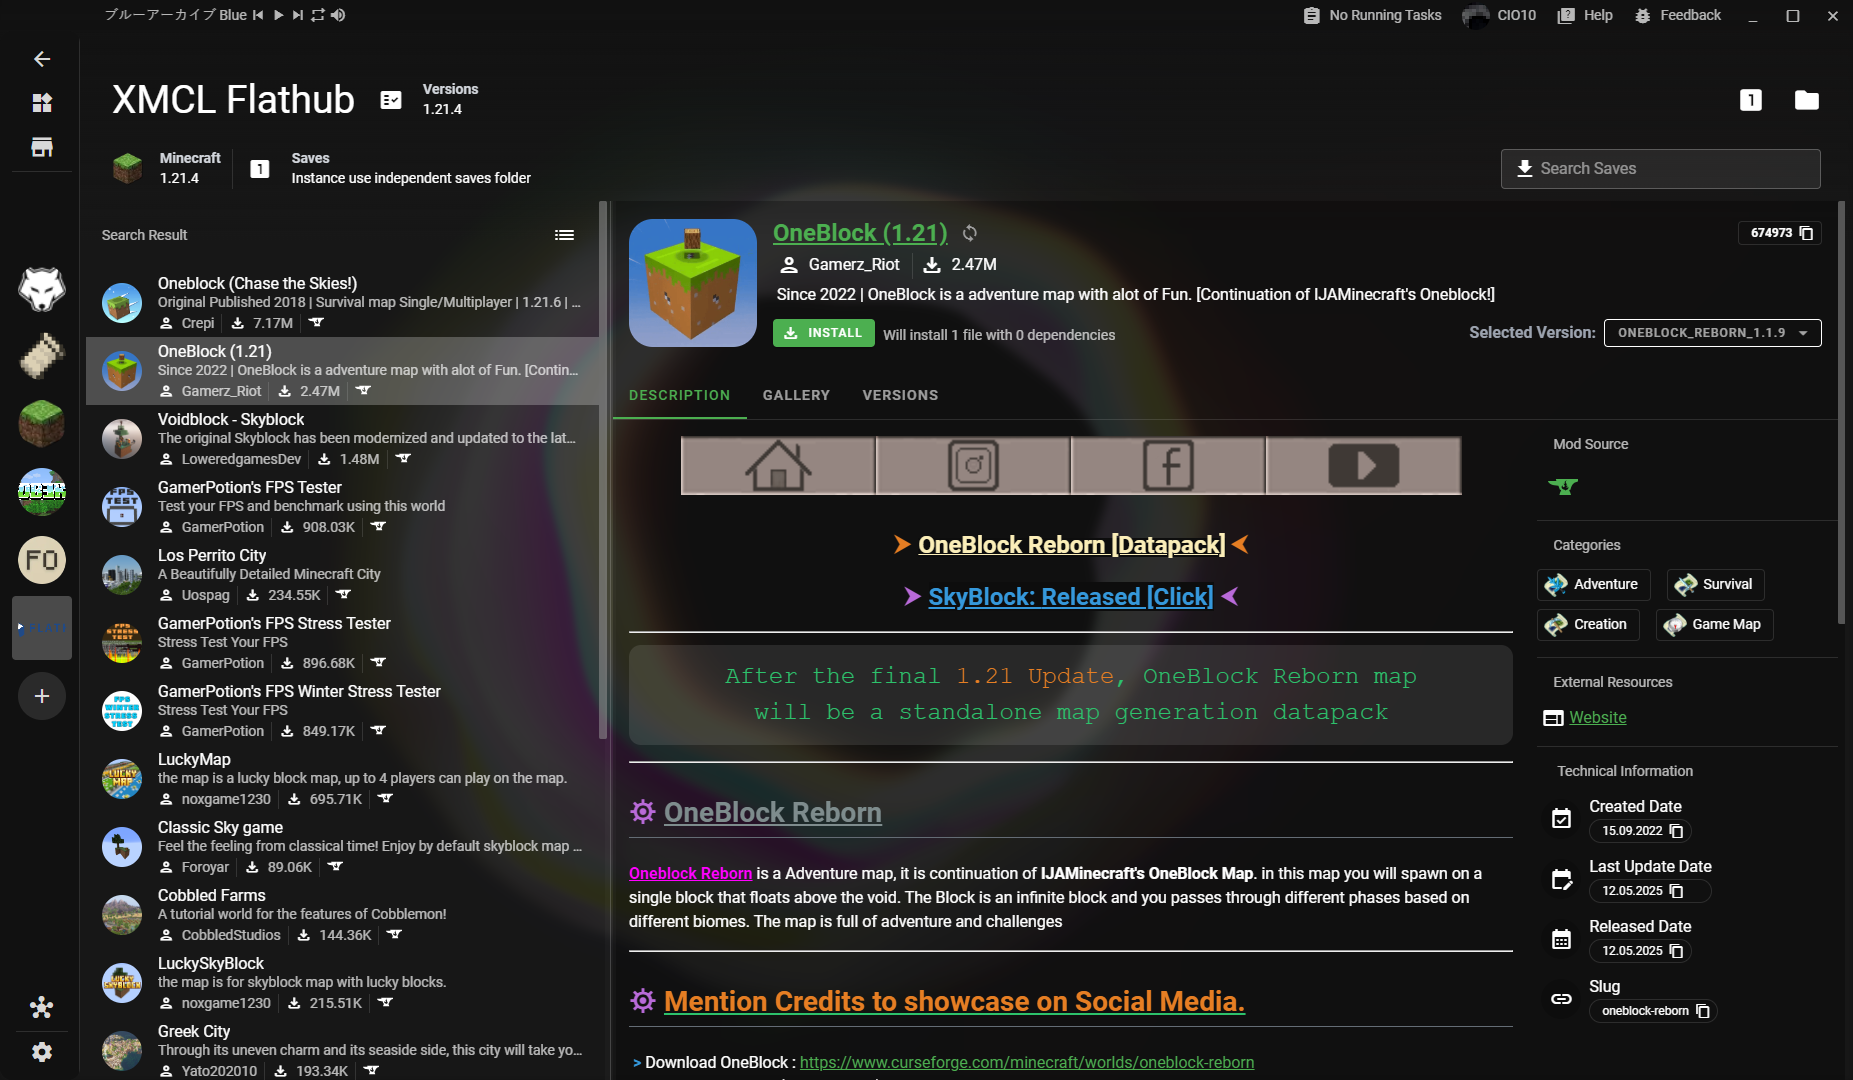 ブルーアーカイブ Blue
No Running Tasks
CIO10
Help
Feedback
XMCL Flathub
Versions
1.21.4
1
Minecraft
1.21.4
1
Saves
Instance use independent saves folder
Search Saves
Search Result
Oneblock (Chase the Skies!)
Original Published 2018 | Survival map Single/Multiplayer | 1.21.6 | ...
Crepi
7.17M
OneBlock (1.21)
Since 2022 | OneBlock is a adventure map with alot of Fun. [Contin...
Gamerz_Riot
2.47M
Voidblock - Skyblock
The original Skyblock has been modernized and updated to the lat...
LoweredgamesDev
1.48M
GamerPotion's FPS Tester
Test your FPS and benchmark using this world
GamerPotion
908.03K
Los Perrito City
A Beautifully Detailed Minecraft City
Uospag
234.55K
GamerPotion's FPS Stress Tester
Stress Test Your FPS
GamerPotion
896.68K
GamerPotion's FPS Winter Stress Tester
Stress Test Your FPS
GamerPotion
849.17K
LuckyMap
the map is a lucky block map, up to 4 players can play on the map.
noxgame1230
695.71K
Classic Sky game
Feel the feeling from classical time! Enjoy by default skyblock map ...
Foroyar
89.06K
Cobbled Farms
A tutorial world for the features of Cobblemon!
CobbledStudios
144.36K
LuckySkyBlock
the map is for skyblock map with lucky blocks.
noxgame1230
215.51K
Greek City
Through its uneven charm and its seaside side, this city will take yo...
Yato202010
193.34K
FO
OneBlock (1.21)
674973
Gamerz_Riot
2.47M
Since 2022 | OneBlock is a adventure map with alot of Fun. [Continuation of IJAMinecraft's Oneblock!]
INSTALL
Will install 1 file with 0 dependencies
Selected Version:
ONEBLOCK_REBORN_1.1.9
DESCRIPTION
GALLERY
VERSIONS
➤ OneBlock Reborn [Datapack] ⮜
➤ SkyBlock: Released [Click] ⮜
After the final 1.21 Update, OneBlock Reborn map
will be a standalone map generation datapack
OneBlock Reborn
Oneblock Reborn is a Adventure map, it is continuation of IJAMinecraft's OneBlock Map. in this map you will spawn on a
single block that floats above the void. The Block is an infinite block and you passes through different phases based on
different biomes. The map is full of adventure and challenges
Mention Credits to showcase on Social Media.
> Download OneBlock : https://www.curseforge.com/minecraft/worlds/oneblock-reborn
Mod Source
Categories
Adventure
Survival
Creation
Game Map
External Resources
Website
Technical Information
Created Date
15.09.2022
Last Update Date
12.05.2025
Released Date
12.05.2025
Slug
oneblock-reborn